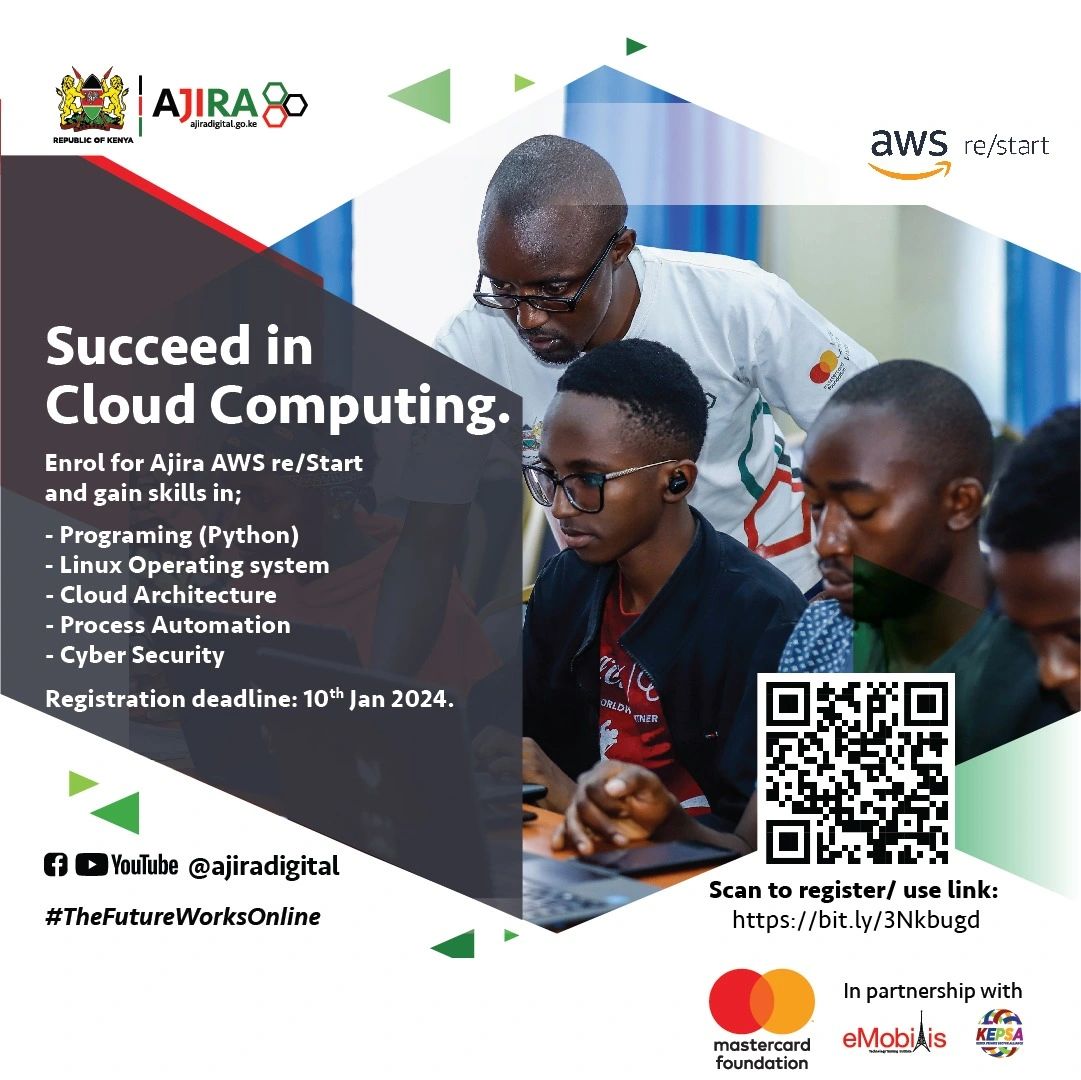 REPUBLIC OF KENYA
AJIRA
ajiradigital.go.ke
aws re/start
Succeed in
Cloud Computing.
Enrol for Ajira AWS re/Start
and gain skills in;
- Programing (Python)
- Linux Operating system
- Cloud Architecture
- Process Automation
- Cyber Security
Registration deadline: 10th Jan 2024.
YouTube @ajiradigital
#TheFutureWorksOnline
Scan to register/ use link:
https://bit.ly/3Nkbugd
mastercard
foundation
In partnership with
eMobilis
Technology Training Institute
KEPSA